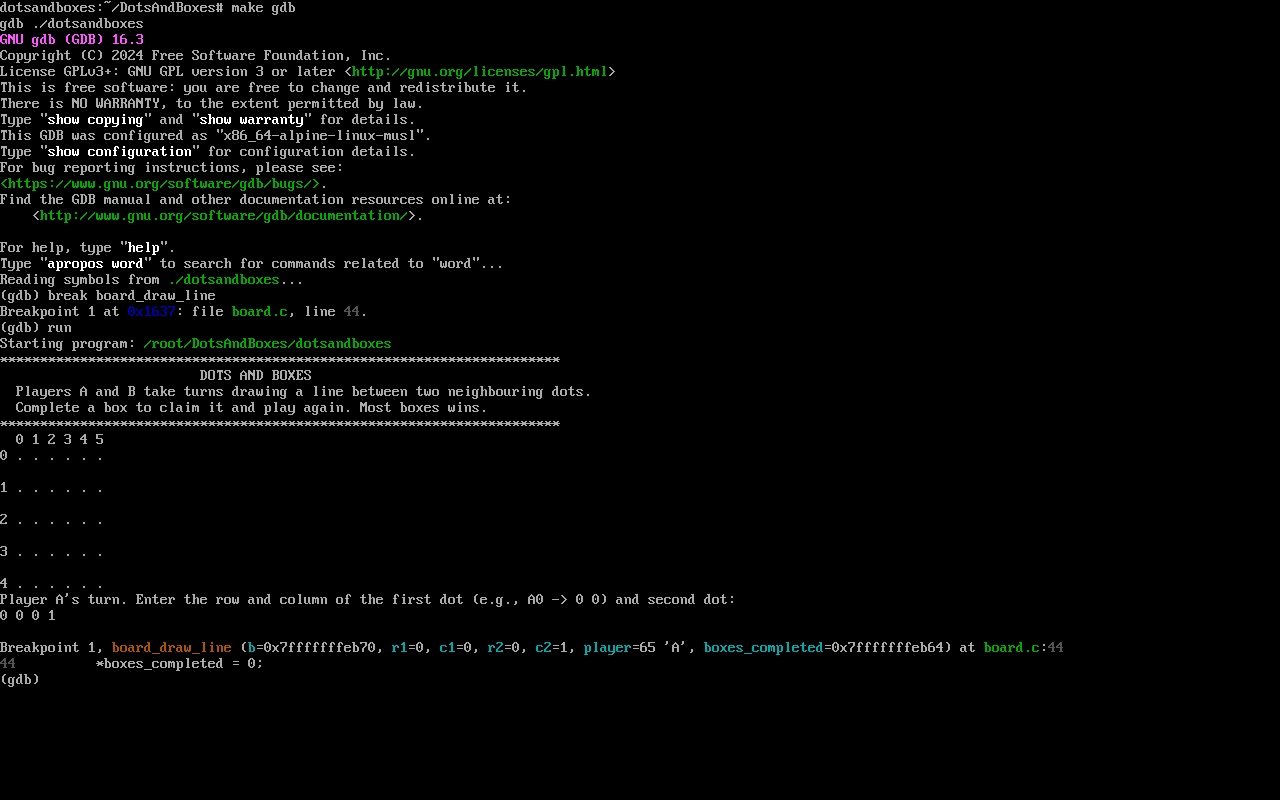 dotsandboxes:~/DotsAndBoxes# make gdb
gdb ./dotsandboxes
GNU gdb (GDB) 16.3
Copyright (C) 2024 Free Software Foundation, Inc.
License GPLv3+: GNU GPL version 3 or later <http://gnu.org/licenses/gpl.html>
This is free software: you are free to change and redistribute it.
There is NO WARRANTY, to the extent permitted by law.
Type "show copying" and "show warranty" for details.
This GDB was configured as "x86_64-alpine-linux-musl".
Type "show configuration" for configuration details.
For bug reporting instructions, please see:
<https://www.gnu.org/software/gdb/bugs/>.
Find the GDB manual and other documentation resources online at:
    <http://www.gnu.org/software/gdb/documentation/>.

For help, type "help".
Type "apropos word" to search for commands related to "word"...
Reading symbols from ./dotsandboxes...
(gdb) break board_draw_line
Breakpoint 1 at 0x1637: file board.c, line 44.
(gdb) run
Starting program: /root/DotsAndBoxes/dotsandboxes
**********************************************************************
                         DOTS AND BOXES
  Players A and B take turns drawing a line between two neighbouring dots.
  Complete a box to claim it and play again. Most boxes wins.
**********************************************************************
  0 1 2 3 4 5
0 . . . . . .

1 . . . . . .

2 . . . . . .

3 . . . . . .

4 . . . . . .
Player A's turn. Enter the row and column of the first dot (e.g., A0 -> 0 0) and second dot:
0 0 0 1

Breakpoint 1, board_draw_line (b=0x7fffffffeb70, r1=0, c1=0, r2=0, c2=1, player=65 'A', boxes_completed=0x7fffffffeb64) at board.c:44
44          *boxes_completed = 0;
(gdb)